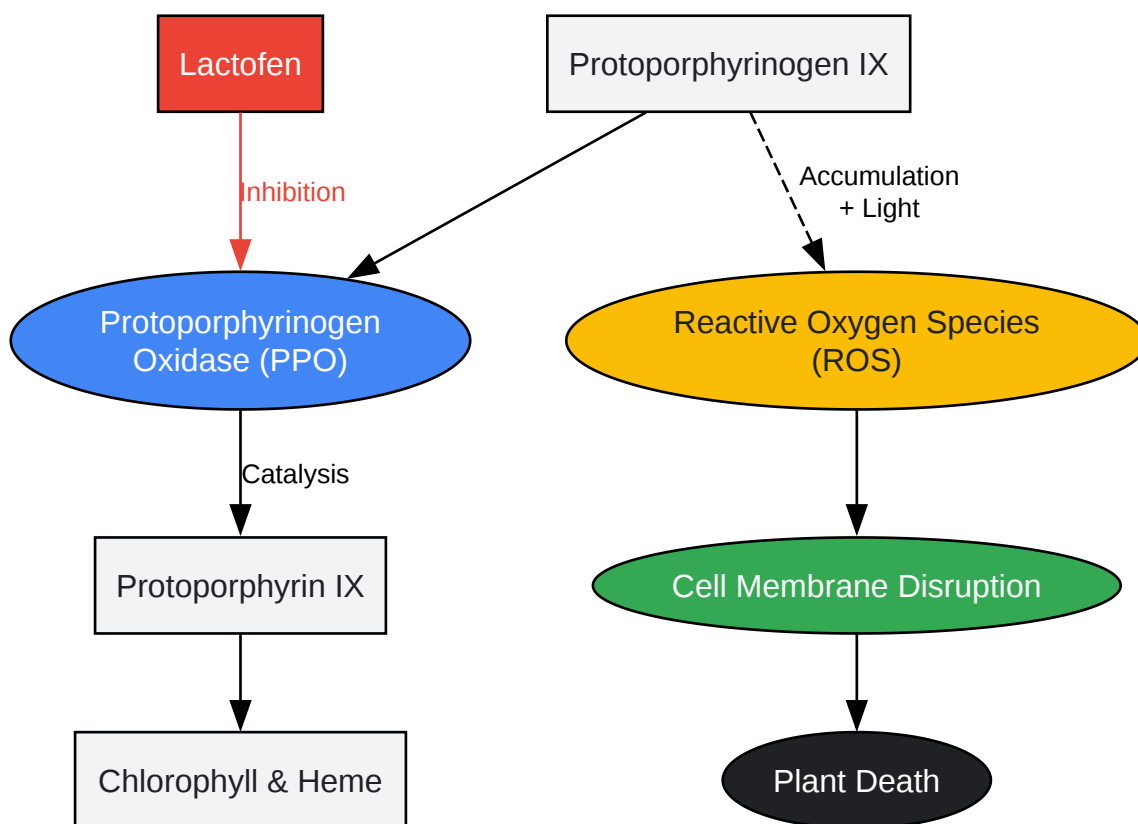 Lactofen
Protoporphyrinogen IX
Inhibition
Accumulation
+ Light
Protoporphyrinogen
Oxidase (PPO)
Reactive Oxygen Species
(ROS)
Catalysis
Protoporphyrin IX
Cell Membrane Disruption
Chlorophyll & Heme
Plant Death